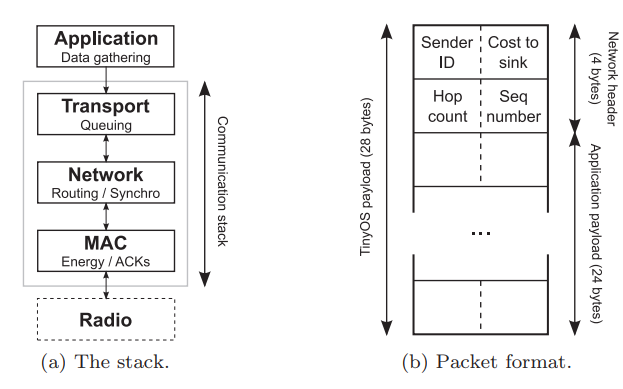 Application
Data gathering
Transport
Queuing
Network
Routing / Synchro
MAC
Energy / ACKs
Radio
Communication stack
(a) The stack.
TinyOS payload (28 bytes)
Sender
ID
Cost to
sink
Hop
count
Seq
number
...
Network header
(4 bytes)
Application payload (24 bytes)
(b) Packet format.